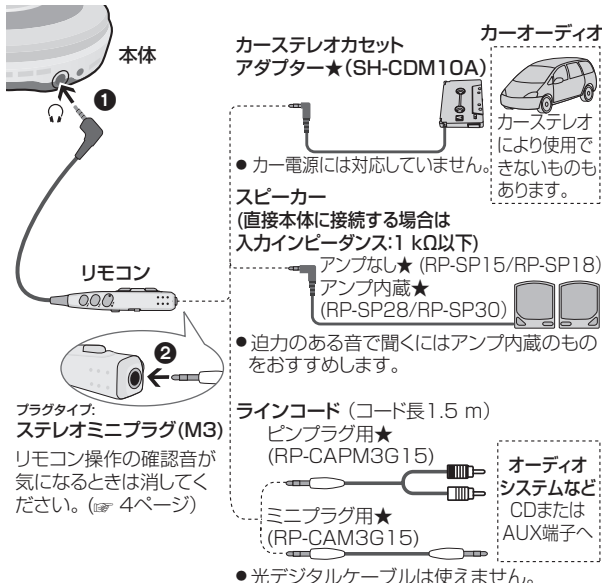 本体
❶
リモコン
❷
プラグタイプ:
ステレオミニプラグ(M3)
リモコン操作の確認音が
気になるときは消してく
ださい。(☞ 4ページ)
カーステレオカセット
アダプター★(SH-CDM10A)
● カー電源には対応していません。
カーオーディオ
カーステレオ
により使用で
きないものも
あります。
スピーカー
(直接本体に接続する場合は
入力インピーダンス:1 kΩ以下)
アンプなし★ (RP-SP15/RP-SP18)
アンプ内蔵★
(RP-SP28/RP-SP30)
● 迫力のある音で聞くにはアンプ内蔵のもの
をおすすめします。
ラインコード (コード長1.5 m)
ピンプラグ用★
(RP-CAPM3G15)
ミニプラグ用★
(RP-CAM3G15)
オーディオ
システムなど
CDまたは
AUX端子へ
● 光デジタルケーブルは使えません。